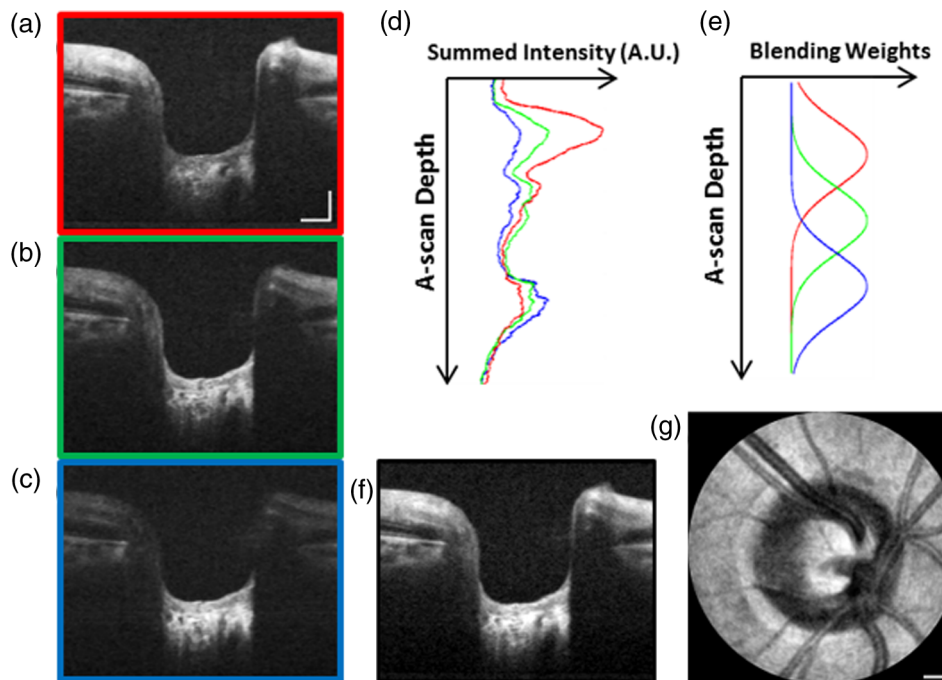 (a)
(b)
(c)
(d)
Summed Intensity (A.U.)
A-scan Depth
(e)
Blending Weights
A-scan Depth
(f)
(g)